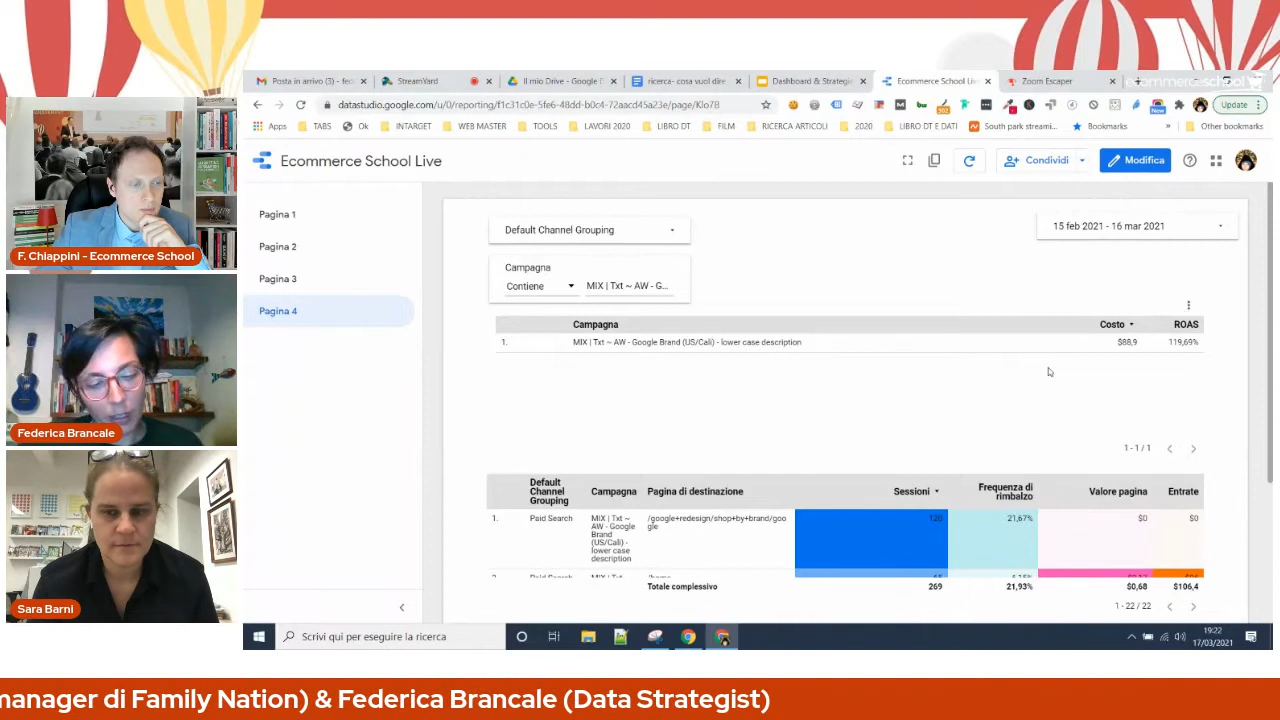 Posta in arrivo (3) - fed
StreamYard
Il mio Drive - Google D
ricerca- cosa vuol dire
Dashboard & Strategie
Ecommerce School Live
Zoom Escaper
ecommerceschool
datastudio.google.com/u/0/reporting/f1c31c0e-5fe6-48dd-b0c4-72aacd45a23e/page/Klo7B
Update
Apps
TABS
Ok
INTARGET
WEB MASTER
TOOLS
LAVORI 2020
LIBRO DT
FILM
RICERCA ARTICOLI
2020
LIBRO DT E DATI
South park streami...
Bookmarks
»
Other bookmarks
Ecommerce School Live
Condividi
Modifica
Pagina 1
Pagina 2
Pagina 3
Pagina 4
Default Channel Grouping
15 feb 2021 - 16 mar 2021
Campagna
Contiene
MIX | Txt ~ AW - G...
Campagna Costo ROAS
1. MIX | Txt ~ AW - Google Brand (US/Cali) - lower case description $88,9 119,69%
1 - 1 / 1
Default Channel Grouping Campagna Pagina di destinazione Sessioni Frequenza di rimbalzo Valore pagina Entrate
1. Paid Search MIX | Txt ~ AW - Google Brand (US/Cali) - lower case description /google+redesign/shop+by+brand/google 120 21,67% $0 $0
Totale complessivo 269 21,93% $0,68 $106,4
1 - 22 / 22
F. Chiappini - Ecommerce School
Federica Brancale
Sara Barni
Scrivi qui per eseguire la ricerca
19:22
17/03/2021
manager di Family Nation) & Federica Brancale (Data Strategist)